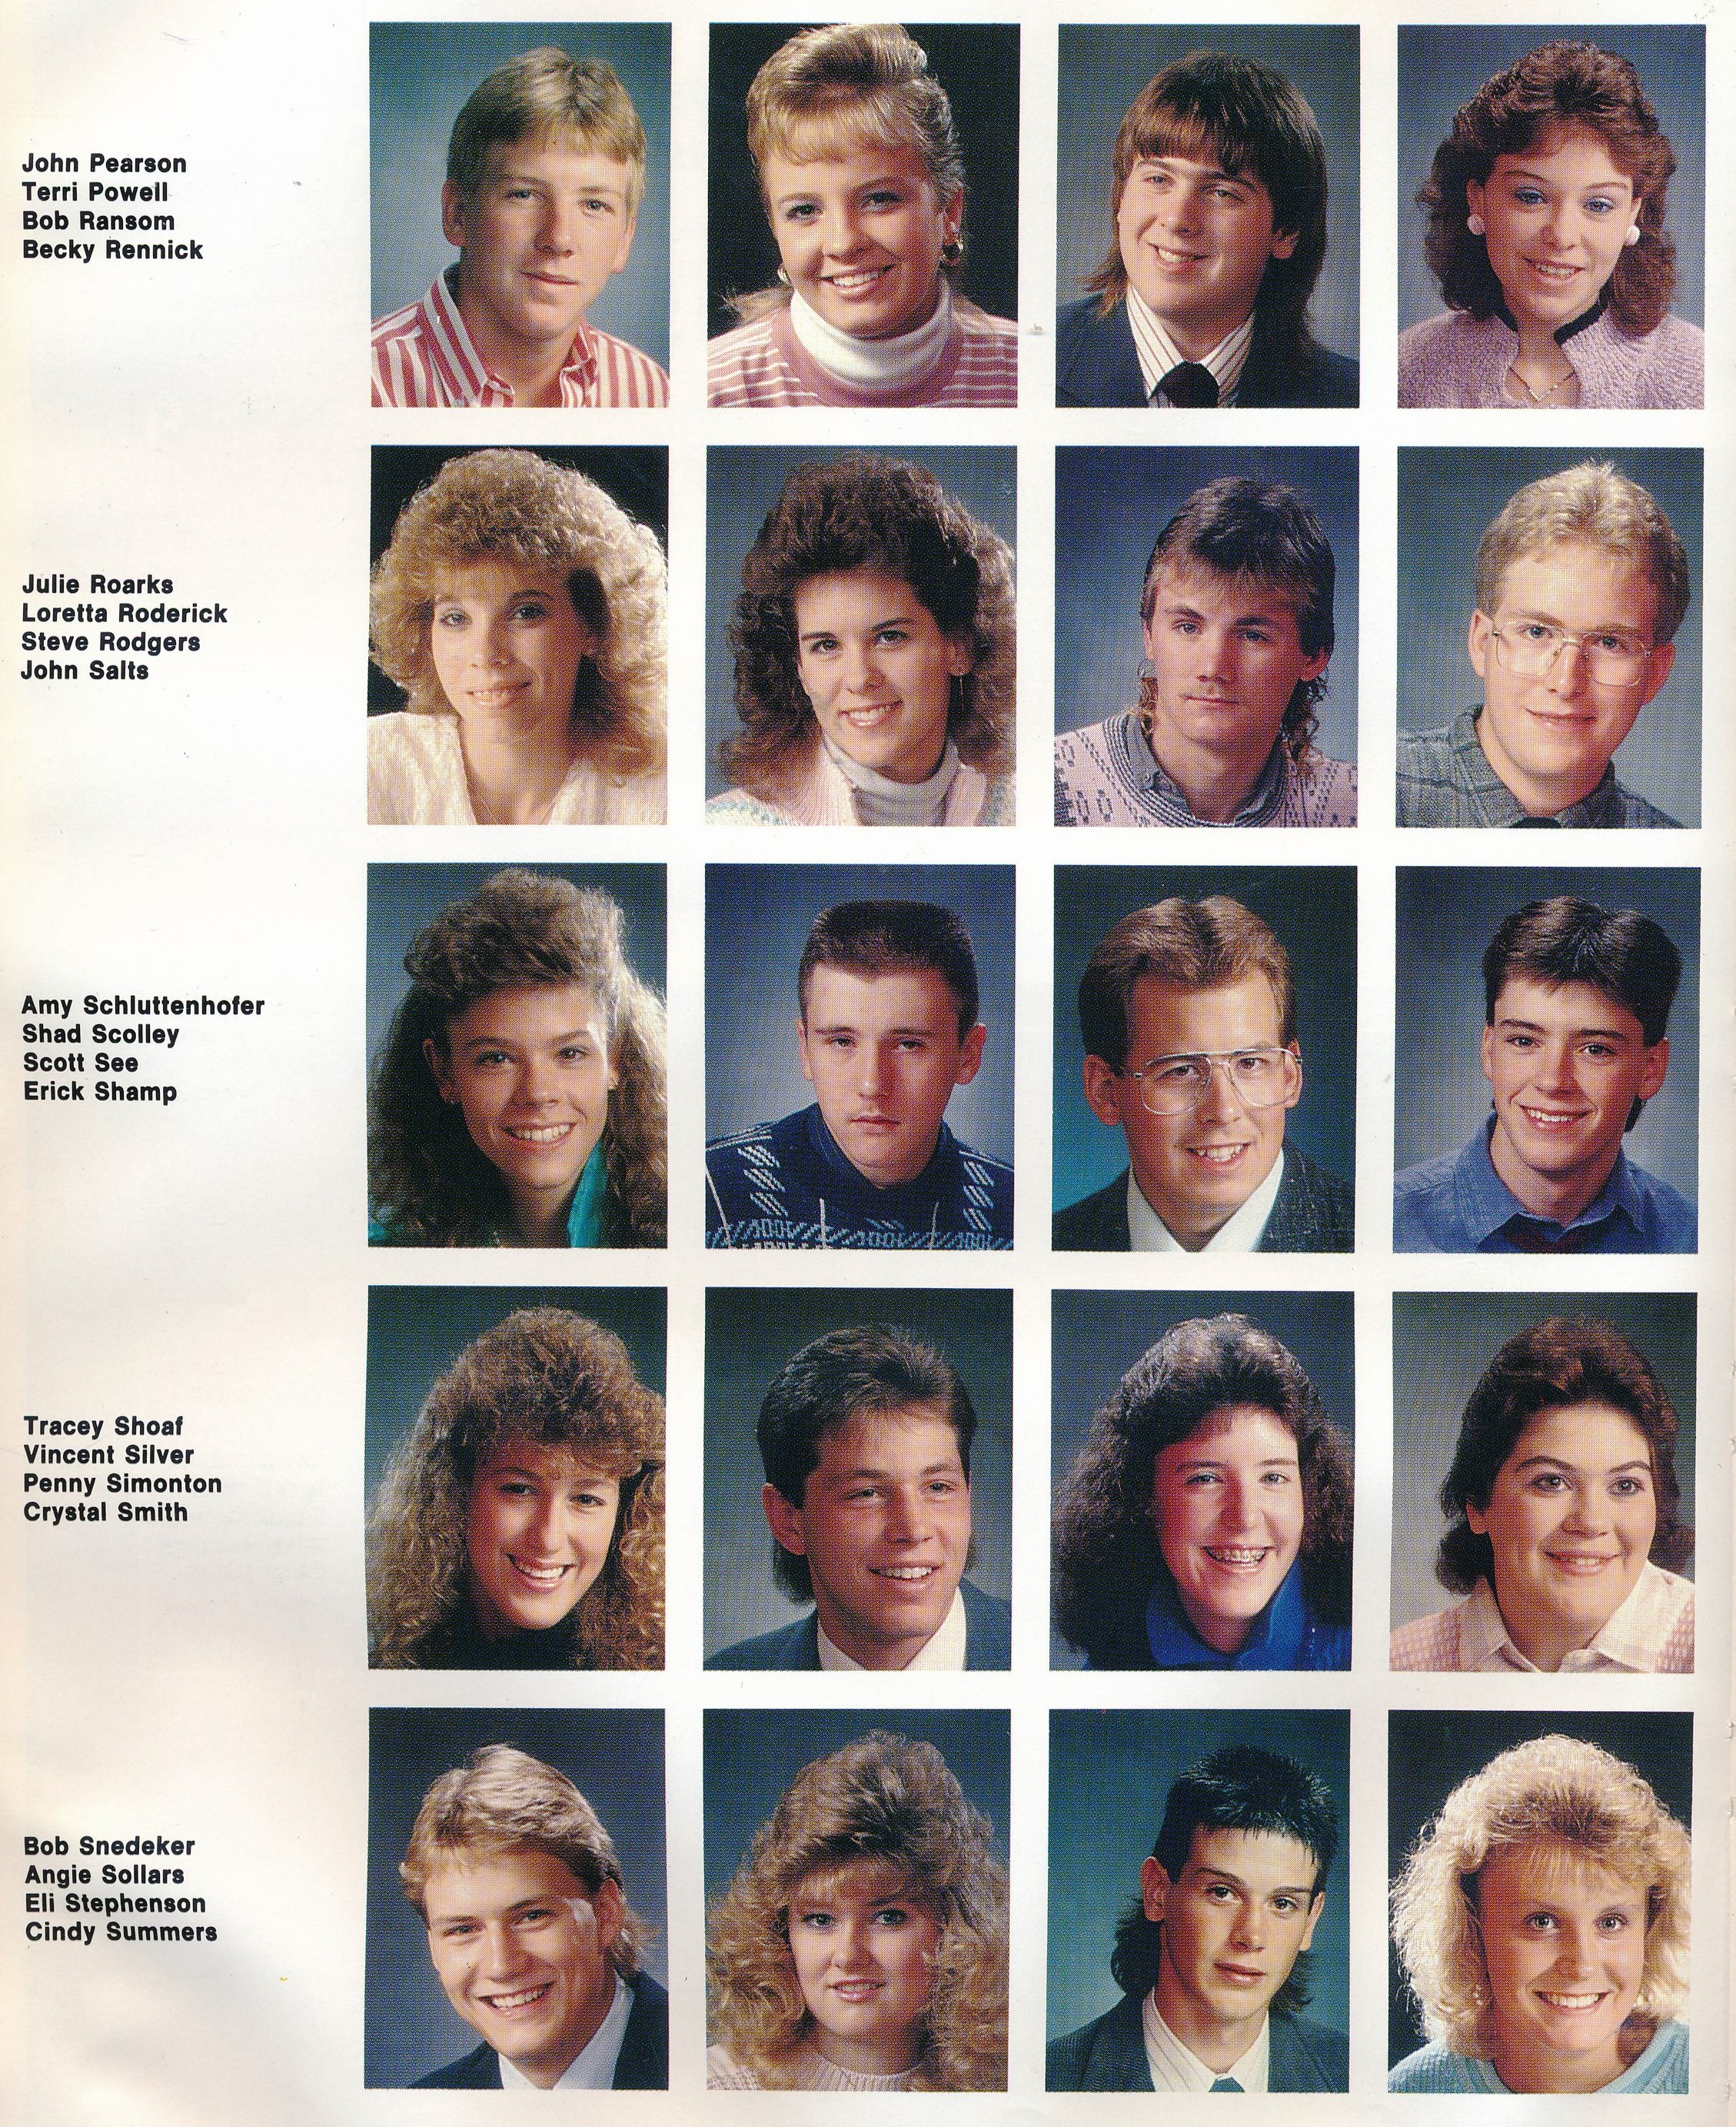 John Pearson
Terri Powell
Bob Ransom
Becky Rennick
Julie Roarks
Loretta Roderick
Steve Rodgers
John Salts
Amy Schluttenhofer
Shad Scolley
Scott See
Erick Shamp
Tracey Shoaf
Vincent Silver
Penny Simonton
Crystal Smith
Bob Snedeker
Angie Sollars
Eli Stephenson
Cindy Summers